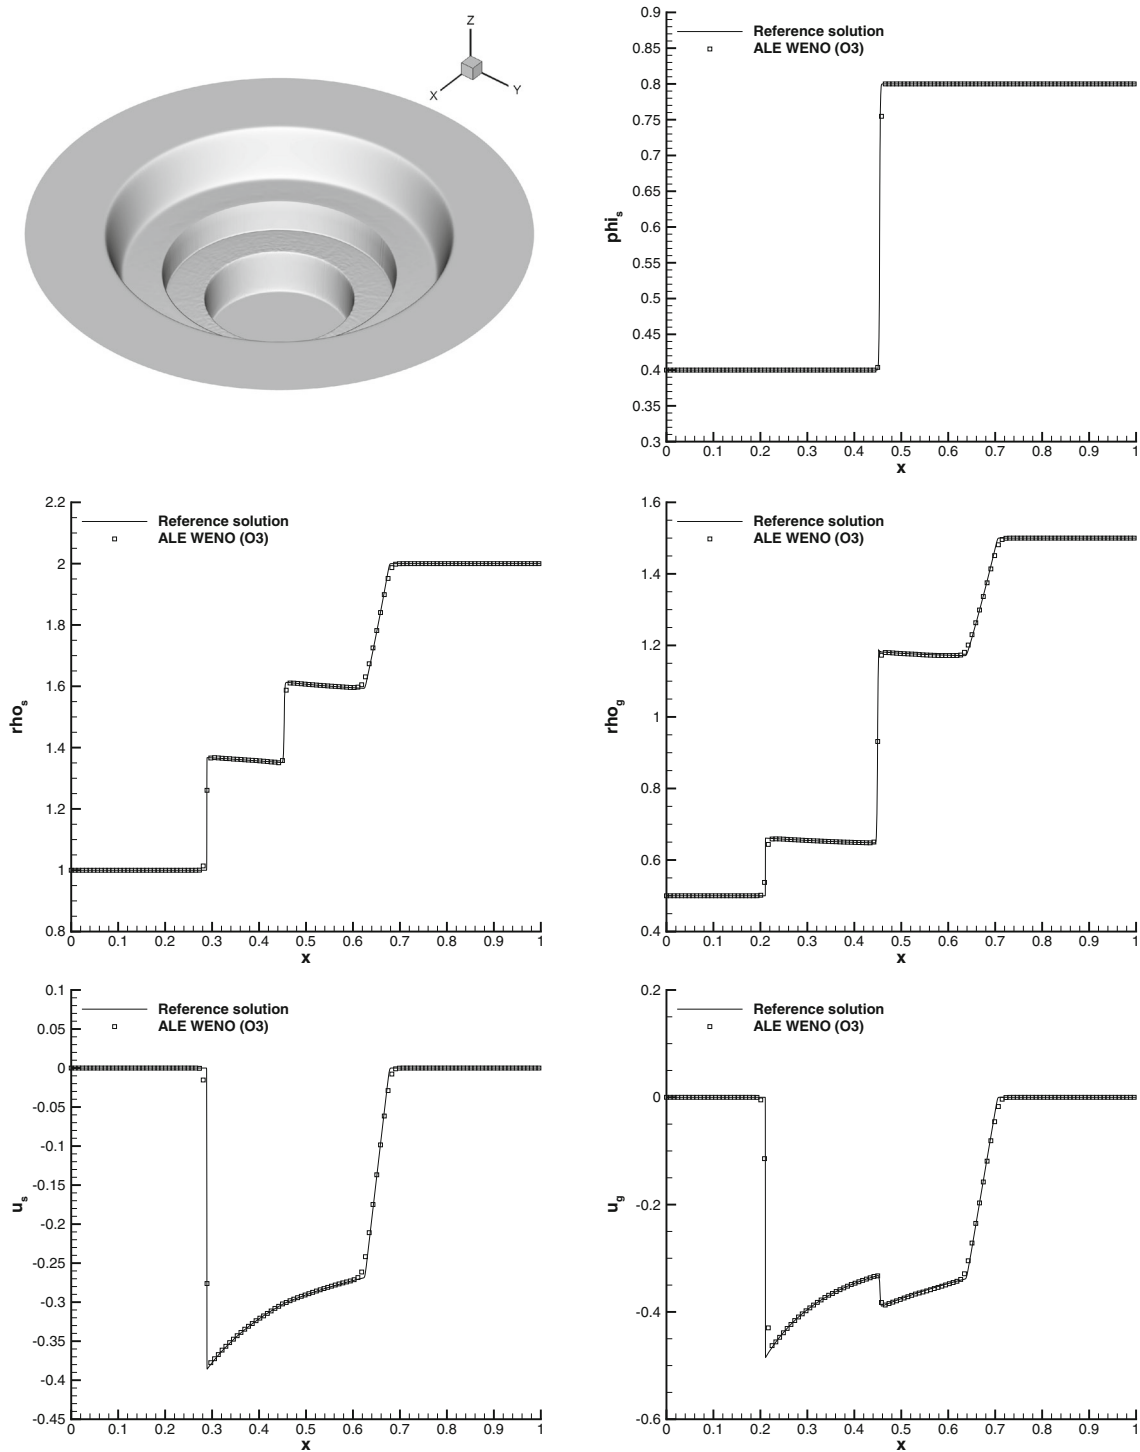 Z
X
Y
Reference solution
ALE WENO (O3)
0.9
0.85
0.8
0.75
0.7
0.65
0.6
0.55
0.5
0.45
0.4
0.35
0.3
phi_s
0 0.1 0.2 0.3 0.4 0.5 0.6 0.7 0.8 0.9 1
x
Reference solution
ALE WENO (O3)
2.2
2
1.8
1.6
1.4
1.2
1
0.8
rho_s
0 0.1 0.2 0.3 0.4 0.5 0.6 0.7 0.8 0.9 1
x
Reference solution
ALE WENO (O3)
1.6
1.4
1.2
1
0.8
0.6
0.4
rho_g
0 0.1 0.2 0.3 0.4 0.5 0.6 0.7 0.8 0.9 1
x
Reference solution
ALE WENO (O3)
0.1
0.05
0
-0.05
-0.1
-0.15
-0.2
-0.25
-0.3
-0.35
-0.4
-0.45
u_s
0 0.1 0.2 0.3 0.4 0.5 0.6 0.7 0.8 0.9 1
x
Reference solution
ALE WENO (O3)
0.2
0
-0.2
-0.4
-0.6
u_g
0 0.1 0.2 0.3 0.4 0.5 0.6 0.7 0.8 0.9 1
x